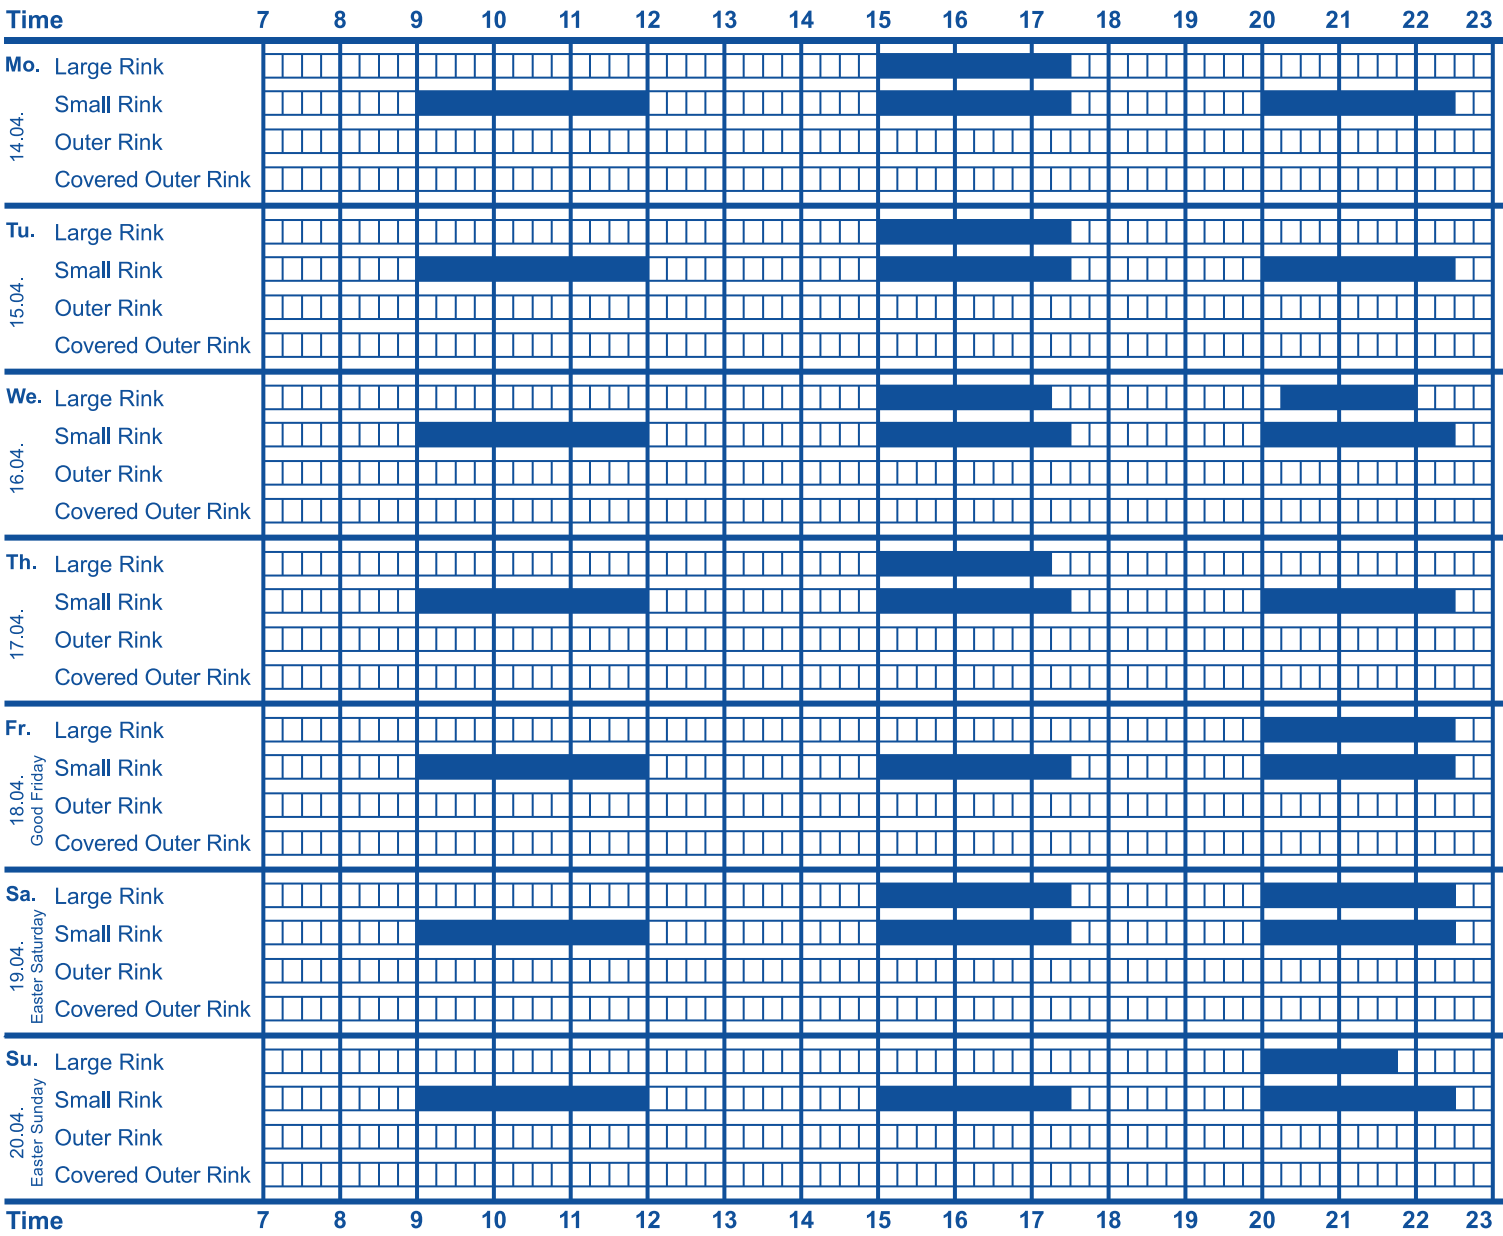 Time 7 8 9 10 11 12 13 14 15 16 17 18 19 20 21 22 23
Mo. Large Rink
14.04.
Small Rink
Outer Rink
Covered Outer Rink
Tu. Large Rink
15.04.
Small Rink
Outer Rink
Covered Outer Rink
We. Large Rink
16.04.
Small Rink
Outer Rink
Covered Outer Rink
Th. Large Rink
17.04.
Small Rink
Outer Rink
Covered Outer Rink
Fr. Large Rink
18.04.
Good Friday
Small Rink
Outer Rink
Covered Outer Rink
Sa. Large Rink
19.04.
Easter Saturday
Small Rink
Outer Rink
Covered Outer Rink
Su. Large Rink
20.04.
Easter Sunday
Small Rink
Outer Rink
Covered Outer Rink
Time 7 8 9 10 11 12 13 14 15 16 17 18 19 20 21 22 23